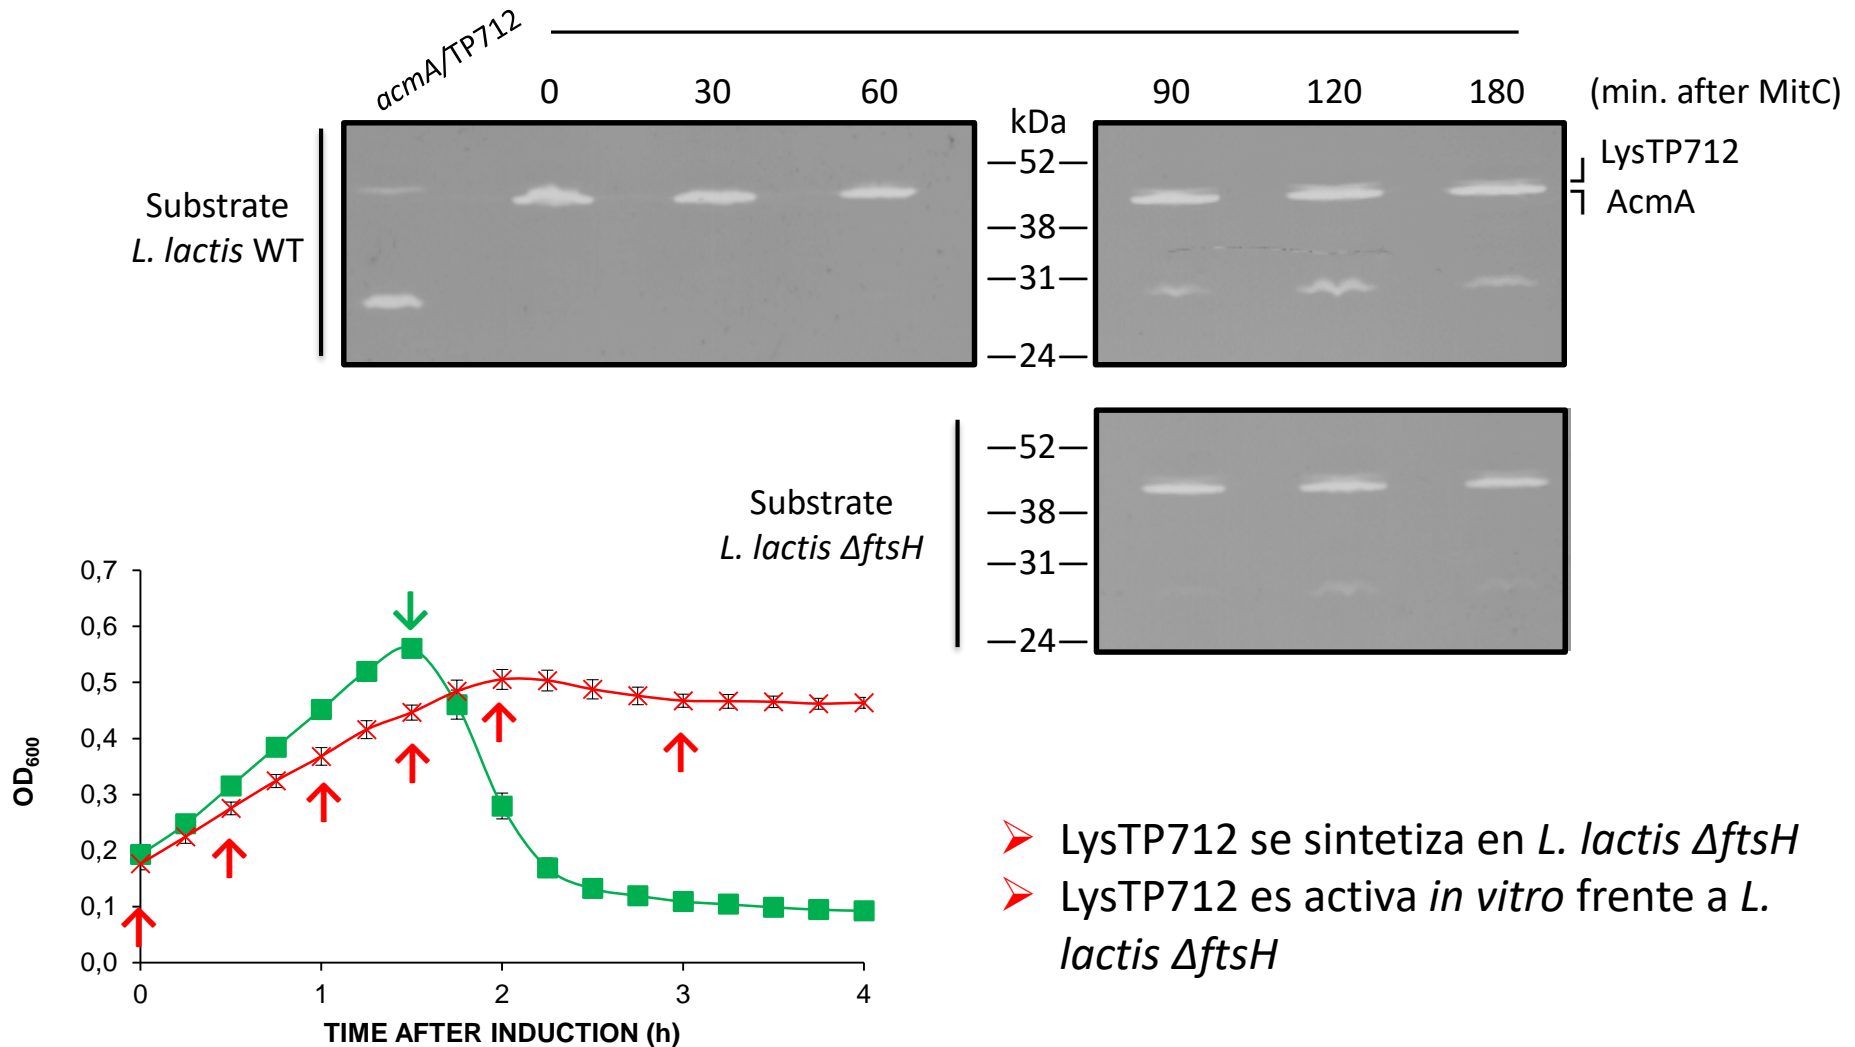 acmA/TP712
0 30 60 90 120 180 (min. after MitC)
kDa
Substrate
L. lactis WT
—52—
—38—
—31—
—24—
LysTP712
AcmA
Substrate
L. lactis ΔftsH
—52—
—38—
—31—
—24—
0,7
0,6
0,5
0,4
0,3
0,2
0,1
0,0
OD600
0 1 2 3 4
TIME AFTER INDUCTION (h)
LysTP712 se sintetiza en L. lactis ΔftsH
LysTP712 es activa in vitro frente a L.
lactis ΔftsH